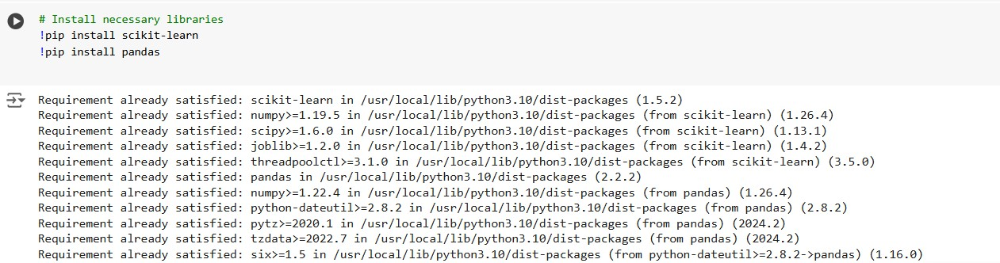 # Install necessary libraries
!pip install scikit-learn
!pip install pandas
Requirement already satisfied: scikit-learn in /usr/local/lib/python3.10/dist-packages (1.5.2)
Requirement already satisfied: numpy>=1.19.5 in /usr/local/lib/python3.10/dist-packages (from scikit-learn) (1.26.4)
Requirement already satisfied: scipy>=1.6.0 in /usr/local/lib/python3.10/dist-packages (from scikit-learn) (1.13.1)
Requirement already satisfied: joblib>=1.2.0 in /usr/local/lib/python3.10/dist-packages (from scikit-learn) (1.4.2)
Requirement already satisfied: threadpoolctl>=3.1.0 in /usr/local/lib/python3.10/dist-packages (from scikit-learn) (3.5.0)
Requirement already satisfied: pandas in /usr/local/lib/python3.10/dist-packages (2.2.2)
Requirement already satisfied: numpy>=1.22.4 in /usr/local/lib/python3.10/dist-packages (from pandas) (1.26.4)
Requirement already satisfied: python-dateutil>=2.8.2 in /usr/local/lib/python3.10/dist-packages (from pandas) (2.8.2)
Requirement already satisfied: pytz>=2020.1 in /usr/local/lib/python3.10/dist-packages (from pandas) (2024.2)
Requirement already satisfied: tzdata>=2022.7 in /usr/local/lib/python3.10/dist-packages (from pandas) (2024.2)
Requirement already satisfied: six>=1.5 in /usr/local/lib/python3.10/dist-packages (from python-dateutil>=2.8.2->pandas) (1.16.0)